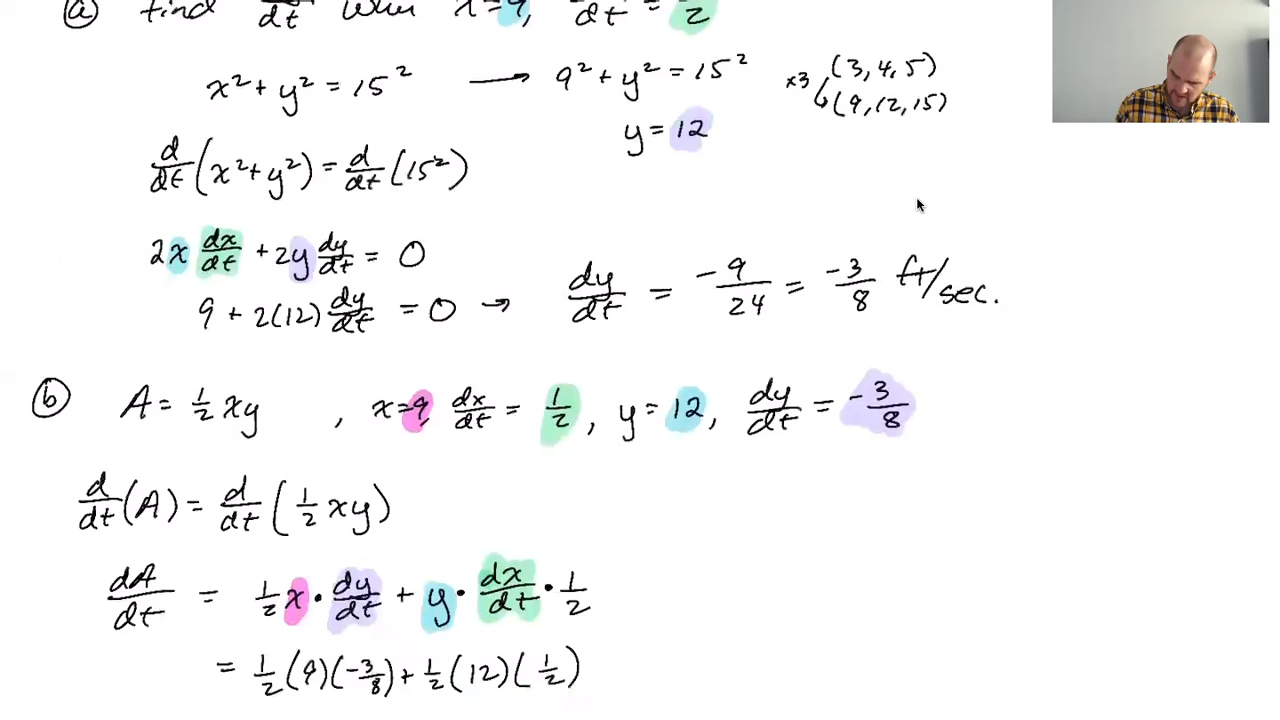 ⓐ find dt when x=9, dt = 2
x² + y² = 15² → 9² + y² = 15² x3 (3, 4, 5)
(9, 12, 15)
y = 12
d/dt (x² + y²) = d/dt (15²)
2x dx/dt + 2y dy/dt = 0
9 + 2(12) dy/dt = 0 → dy/dt = -9/24 = -3/8 ft/sec.
ⓑ A = 1/2 xy , x=9, dx/dt = 1/2, y = 12, dy/dt = -3/8
d/dt (A) = d/dt (1/2 xy)
dA/dt = 1/2 x · dy/dt + y · dx/dt · 1/2
= 1/2 (9)(-3/8) + 1/2 (12)(1/2)